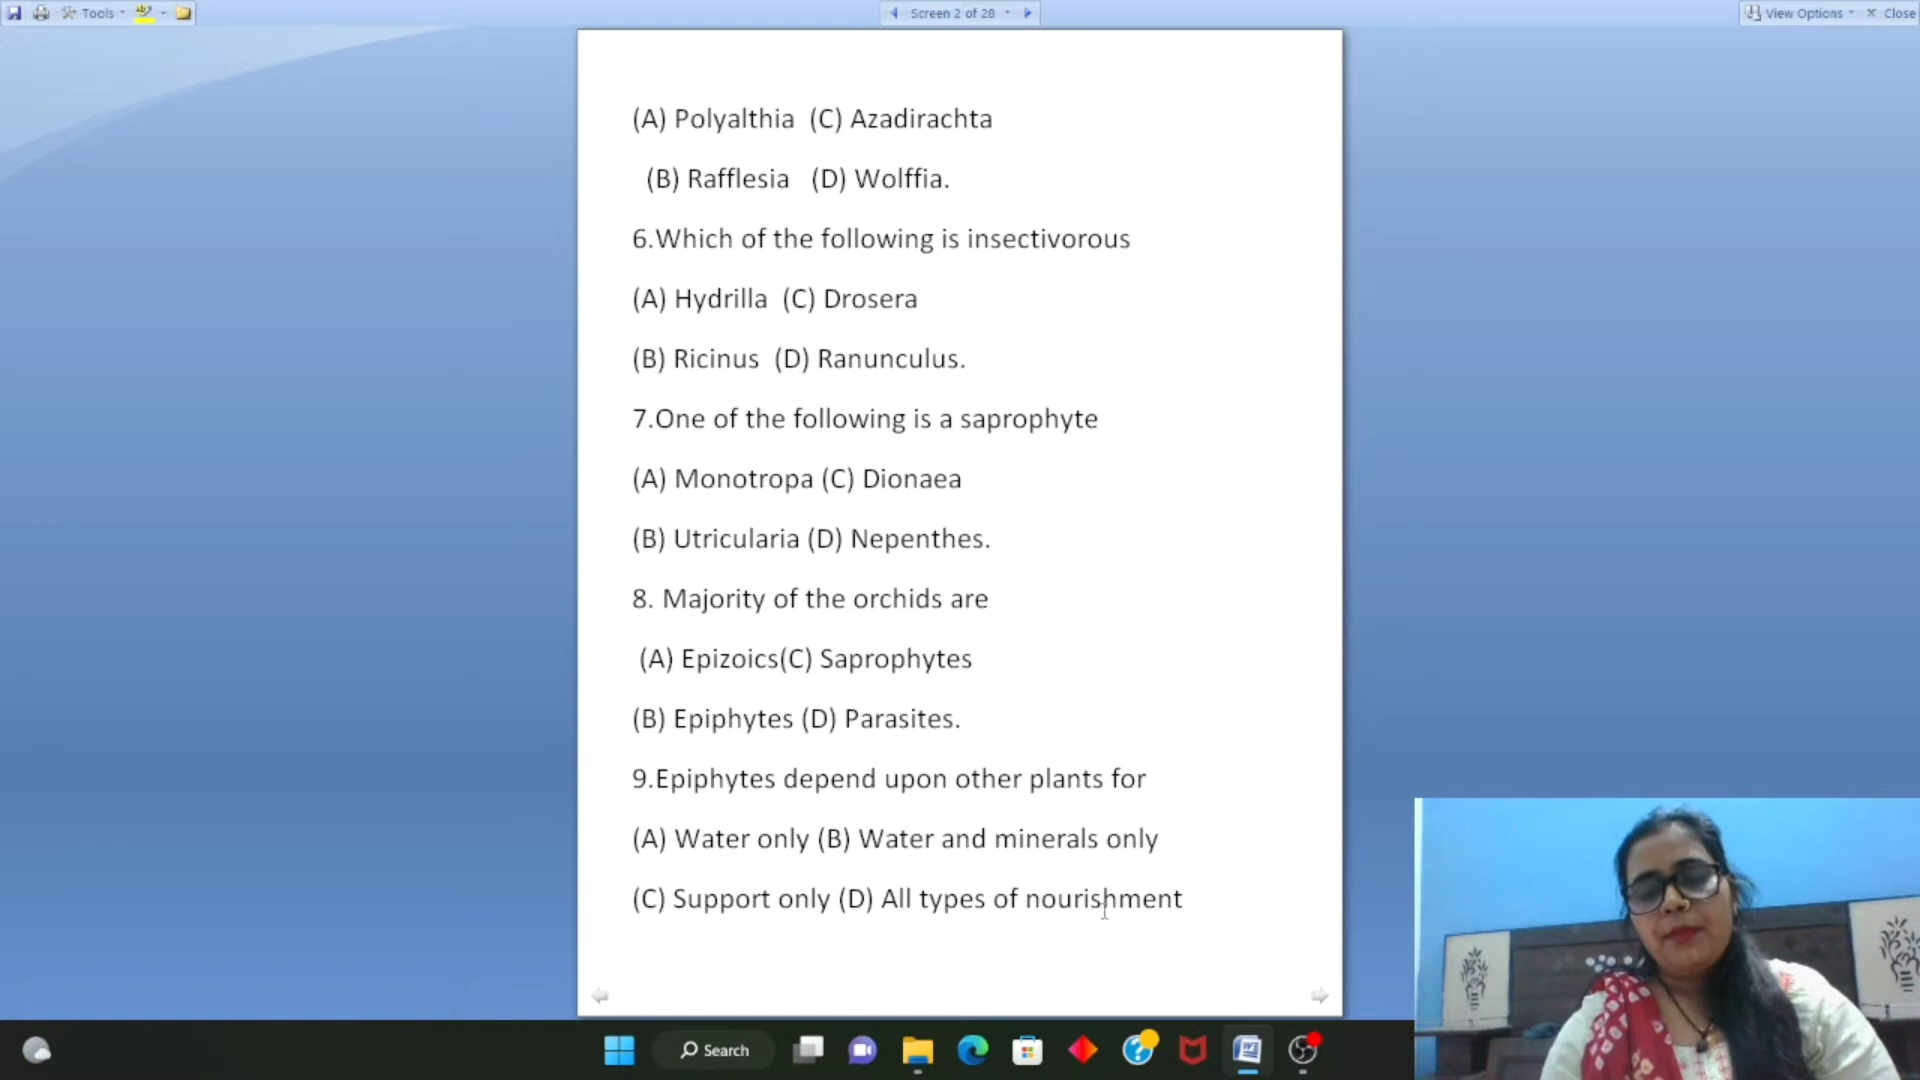 Tools
Screen 2 of 28
View Options
Close
(A) Polyalthia (C) Azadirachta
(B) Rafflesia (D) Wolffia.
6.Which of the following is insectivorous
(A) Hydrilla (C) Drosera
(B) Ricinus (D) Ranunculus.
7.One of the following is a saprophyte
(A) Monotropa (C) Dionaea
(B) Utricularia (D) Nepenthes.
8. Majority of the orchids are
(A) Epizoics(C) Saprophytes
(B) Epiphytes (D) Parasites.
9.Epiphytes depend upon other plants for
(A) Water only (B) Water and minerals only
(C) Support only (D) All types of nourishment
Search